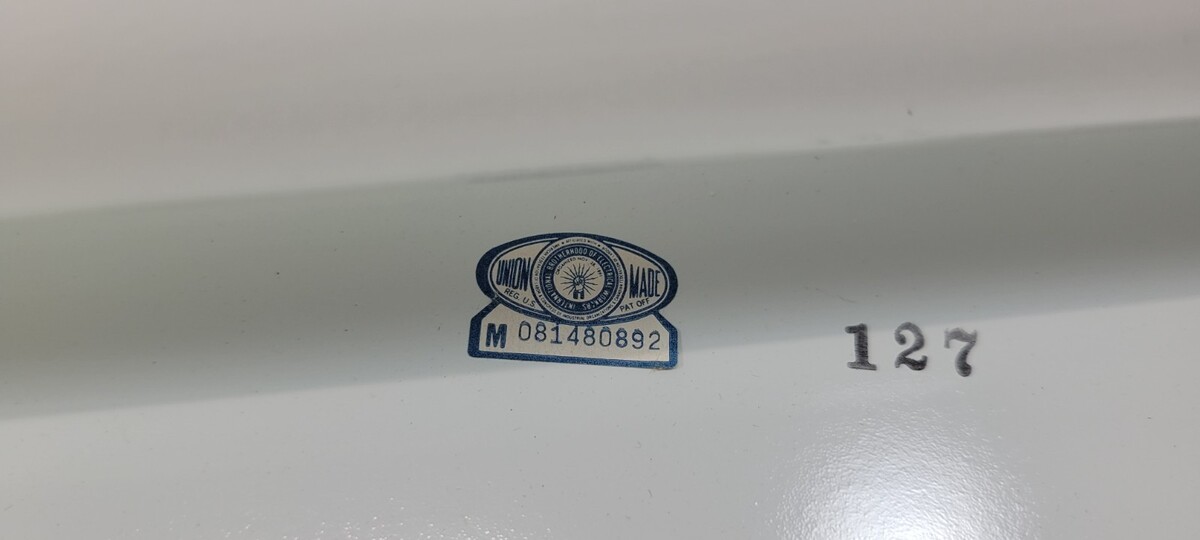 UNION MADE
INTERNATIONAL BROTHERHOOD OF ELECTRICAL WORKERS
REG. U.S. PAT OFF
M 081480892
127